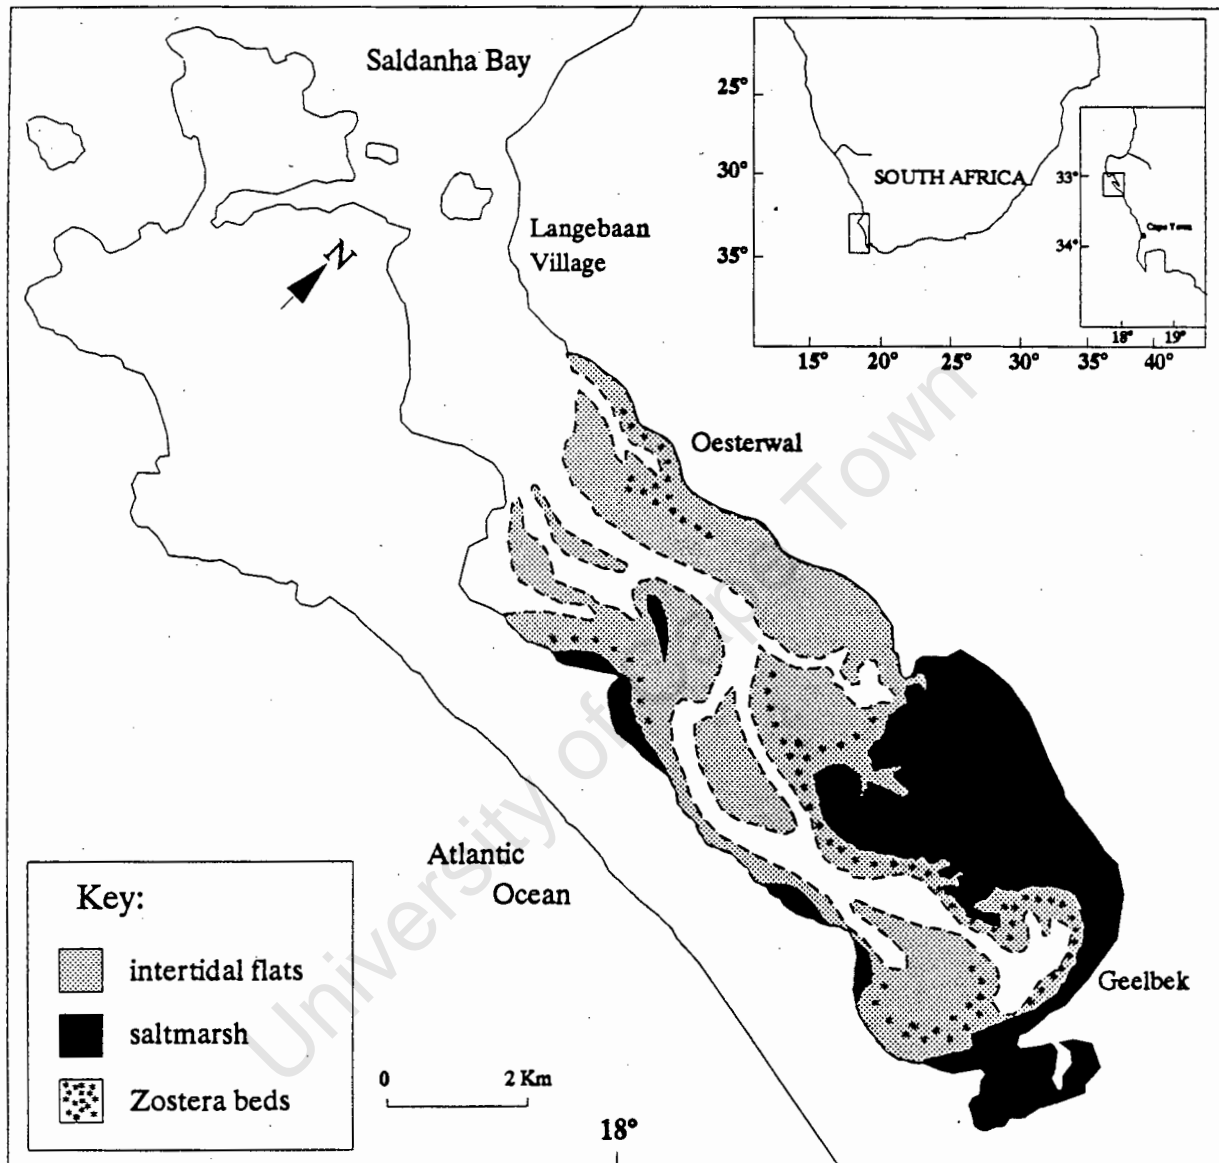 Saldanha Bay
25°
30°
35°
SOUTH AFRICA
33°
34°
Cape Town
18°
19°
15°
20°
25°
30°
35°
40°
Langebaan
Village
N
Oesterwal
Atlantic
Ocean
Geelbek
Key:
intertidal flats
saltmarsh
Zostera beds
0
2 Km
18°
University of Cape Town